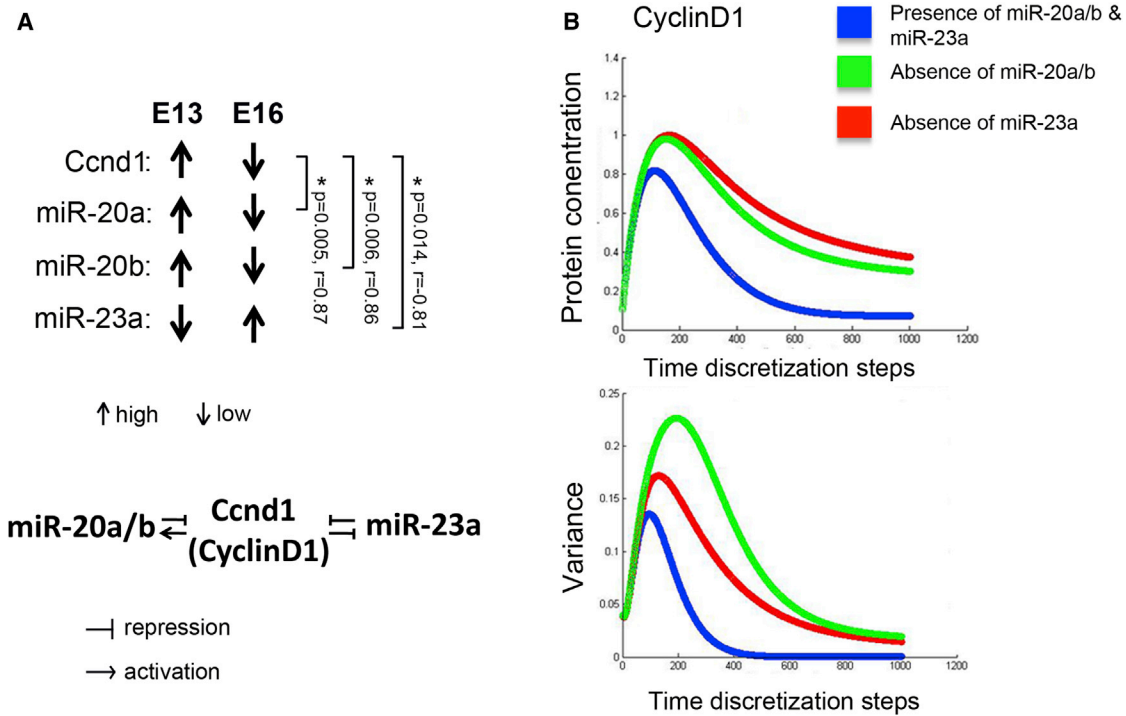 A
E13 E16
Ccnd1:
miR-20a:
miR-20b:
miR-23a:
* p=0.005, r=0.87
* p=0.006, r=0.86
* p=0.014, r=-0.81
high low
miR-20a/b Ccnd1 miR-23a
(CyclinD1)
repression
activation
B CyclinD1
Presence of miR-20a/b &
miR-23a
Absence of miR-20a/b
Absence of miR-23a
Protein conentration
1.4
1.2
1
0.8
0.6
0.4
0.2
0
0 200 400 600 800 1000 1200
Time discretization steps
Variance
0.25
0.2
0.15
0.1
0.05
0
0 200 400 600 800 1000 1200
Time discretization steps